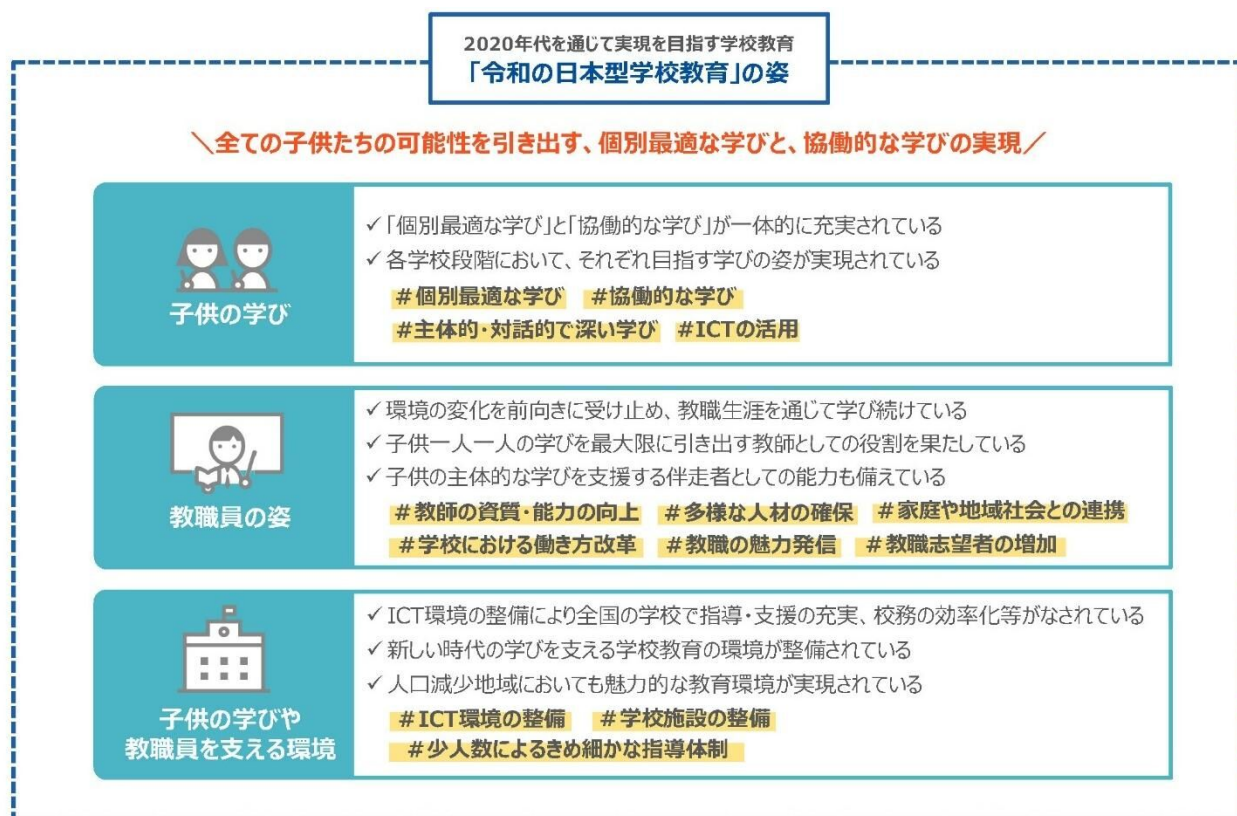 2020年代を通じて実現を目指す学校教育
「令和の日本型学校教育」の姿
＼全ての子供たちの可能性を引き出す、個別最適な学びと、協働的な学びの実現／
子供の学び
✓「個別最適な学び」と「協働的な学び」が一体的に充実されている
✓各学校段階において、それぞれ目指す学びの姿が実現されている
＃個別最適な学び ＃協働的な学び
＃主体的・対話的で深い学び ＃ICTの活用
教職員の姿
✓環境の変化を前向きに受け止め、教職生涯を通じて学び続けている
✓子供一人一人の学びを最大限に引き出す教師としての役割を果たしている
✓子供の主体的な学びを支援する伴走者としての能力も備えている
＃教師の資質・能力の向上 ＃多様な人材の確保 ＃家庭や地域社会との連携
＃学校における働き方改革 ＃教職の魅力発信 ＃教職志望者の増加
子供の学びや
教職員を支える環境
✓ICT環境の整備により全国の学校で指導・支援の充実、校務の効率化等がなされている
✓新しい時代の学びを支える学校教育の環境が整備されている
✓人口減少地域においても魅力的な教育環境が実現されている
＃ICT環境の整備 ＃学校施設の整備
＃少人数によるきめ細かな指導体制